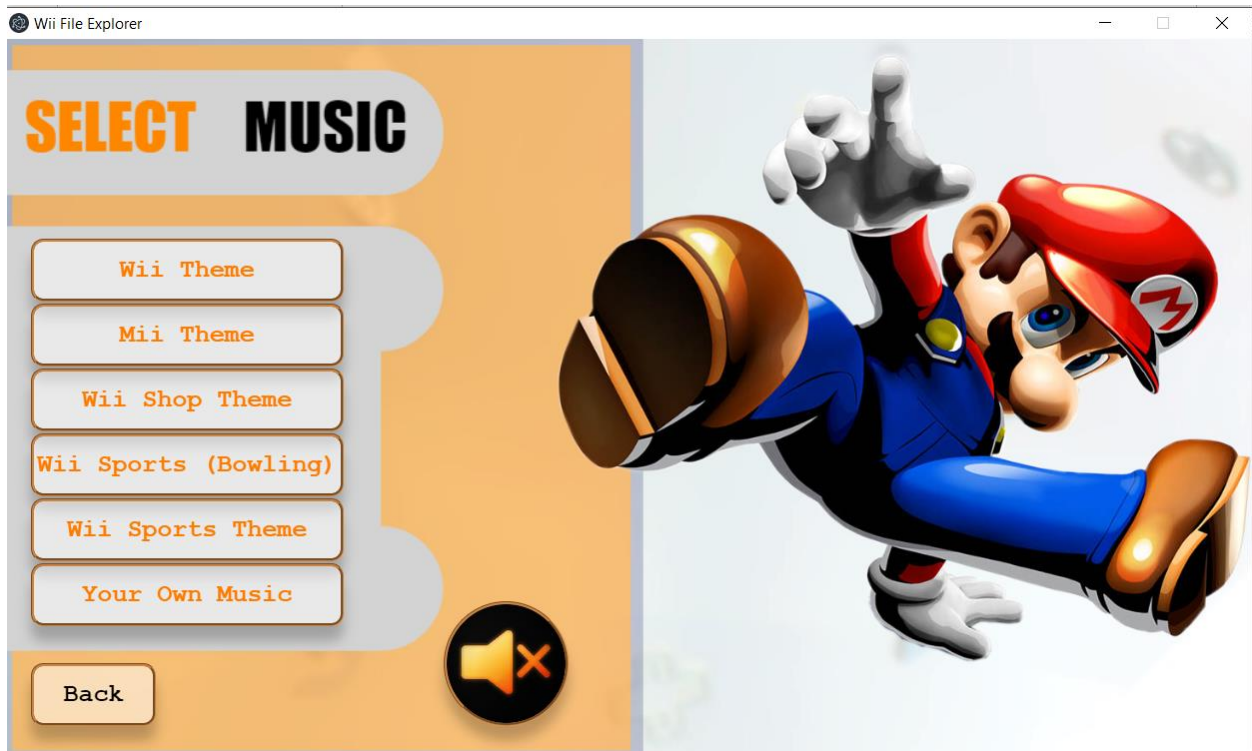 Wii File Explorer
SELECT MUSIC
Wii Theme
Mii Theme
Wii Shop Theme
Wii Sports (Bowling)
Wii Sports Theme
Your Own Music
Back
M